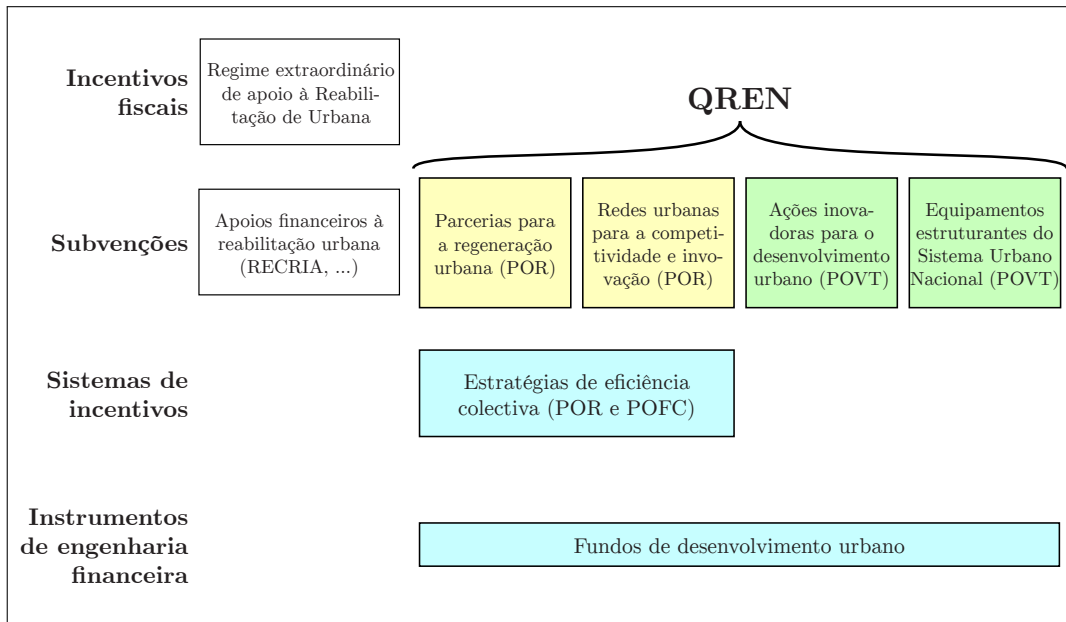 Incentivos
fiscais
Regime extraordinário
de apoio à Reabili-
tação de Urbana
QREN
Subvenções
Apoios financeiros à
reabilitação urbana
(RECRIA, ...)
Parcerias para
a regeneração
urbana (POR)
Redes urbanas
para a competi-
tividade e invo-
vação (POR)
Ações inova-
doras para o
desenvolvimento
urbano (POVT)
Equipamentos
estruturantes do
Sistema Urbano
Nacional (POVT)
Sistemas de
incentivos
Estratégias de eficiência
colectiva (POR e POFC)
Instrumentos
de engenharia
financeira
Fundos de desenvolvimento urbano